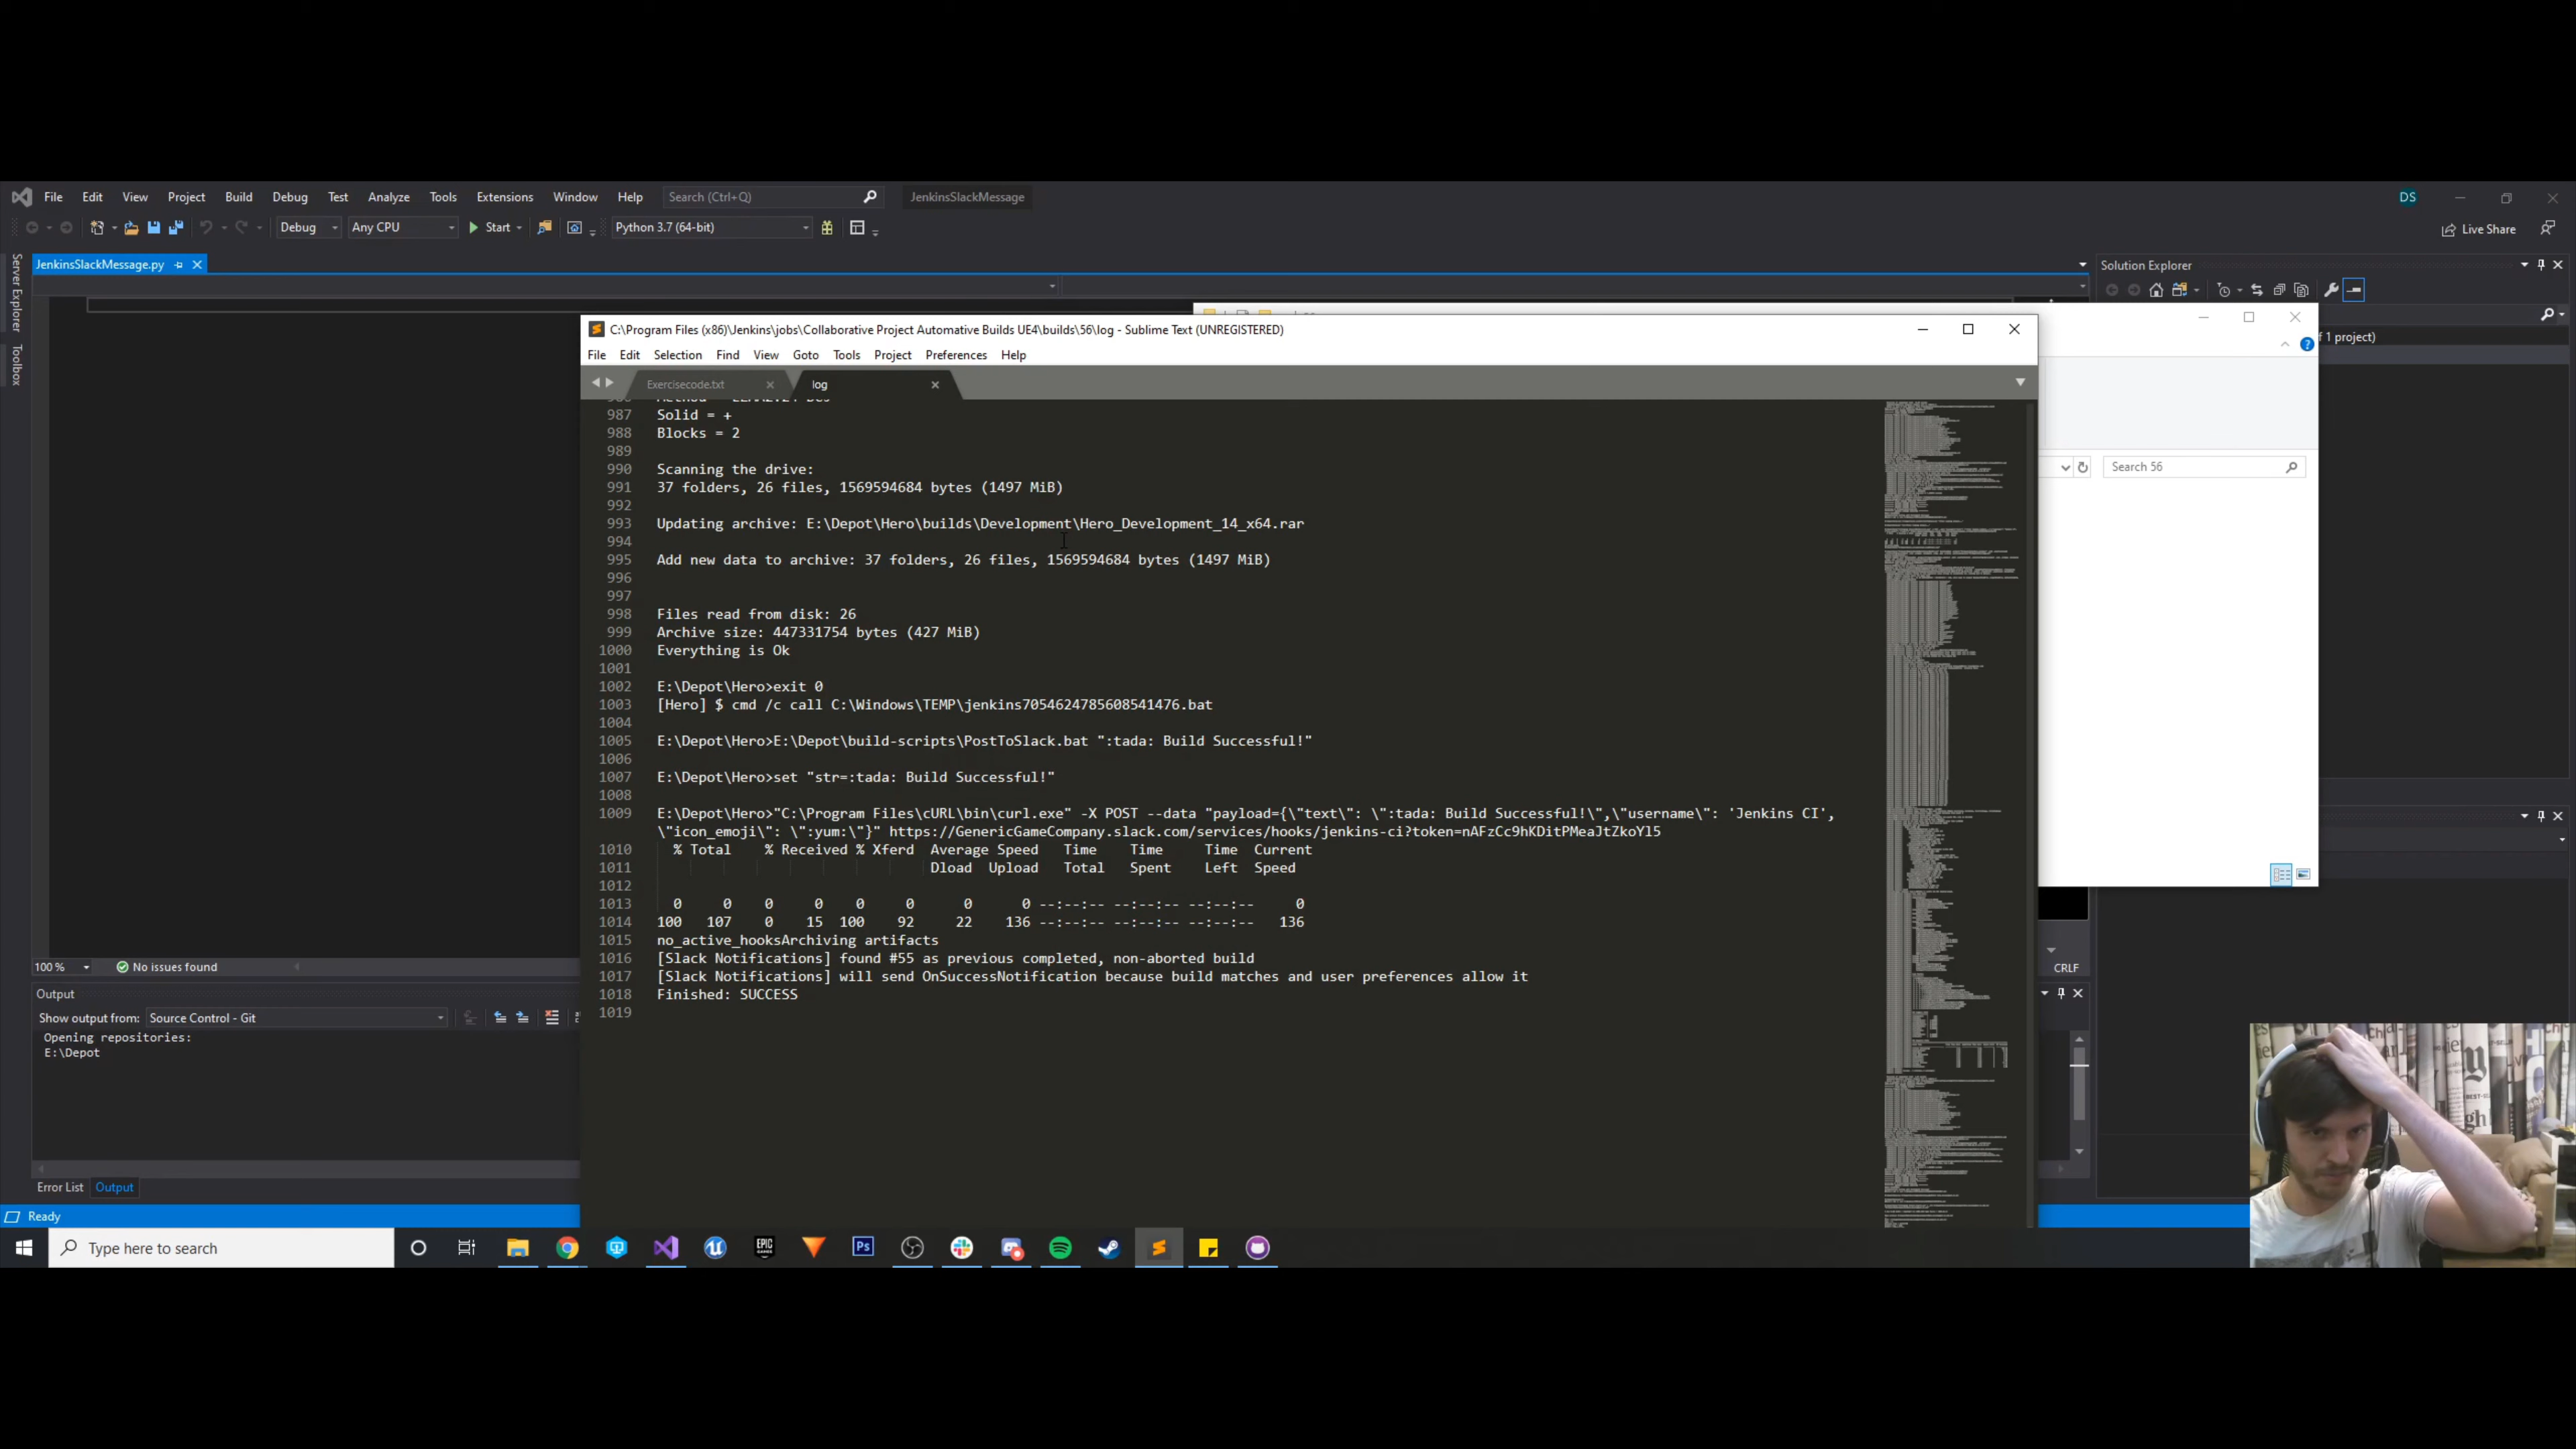 File Edit View Project Build Debug Test Analyze Tools Extensions Window Help Search (Ctrl+Q) JenkinsSlackMessage DS
Debug Any CPU Start Python 3.7 (64-bit) Live Share
JenkinsSlackMessage.py
Solution Explorer
Server Explorer
Toolbox
C:\Program Files (x86)\Jenkins\jobs\Collaborative Project Automative Builds UE4\builds\56\log - Sublime Text (UNREGISTERED)
f 1 project)
File Edit Selection Find View Goto Tools Project Preferences Help
Exercisecode.txt log
987 Solid = +
988 Blocks = 2
989
990 Scanning the drive:
991 37 folders, 26 files, 1569594684 bytes (1497 MiB)
992
993 Updating archive: E:\Depot\Hero\builds\Development\Hero_Development_14_x64.rar
994
995 Add new data to archive: 37 folders, 26 files, 1569594684 bytes (1497 MiB)
996
997
998 Files read from disk: 26
999 Archive size: 447331754 bytes (427 MiB)
1000 Everything is Ok
1001
1002 E:\Depot\Hero>exit 0
1003 [Hero] $ cmd /c call C:\Windows\TEMP\jenkins7054624785608541476.bat
1004
1005 E:\Depot\Hero>E:\Depot\build-scripts\PostToSlack.bat ":tada: Build Successful!"
1006
1007 E:\Depot\Hero>set "str=:tada: Build Successful!"
1008
1009 E:\Depot\Hero>"C:\Program Files\cURL\bin\curl.exe" -X POST --data "payload={\"text\": \":tada: Build Successful!\",\"username\": 'Jenkins CI',
\"icon_emoji\": \":yum:\"}" https://GenericGameCompany.slack.com/services/hooks/jenkins-ci?token=nAFzCc9hKDitPMeaJtZkoYl5
1010 % Total % Received % Xferd Average Speed Time Time Time Current
1011 Dload Upload Total Spent Left Speed
1012
1013 0 0 0 0 0 0 0 0 --:--:-- --:--:-- --:--:-- 0
1014 100 107 0 15 100 92 22 136 --:--:-- --:--:-- --:--:-- 136
1015 no_active_hooksArchiving artifacts
1016 [Slack Notifications] found #55 as previous completed, non-aborted build
1017 [Slack Notifications] will send OnSuccessNotification because build matches and user preferences allow it
1018 Finished: SUCCESS
1019
Search 56
100 % No issues found
CRLF
Output
Show output from: Source Control - Git
Opening repositories:
E:\Depot
Error List Output
Ready
Type here to search
EPIC GAMES
Ps